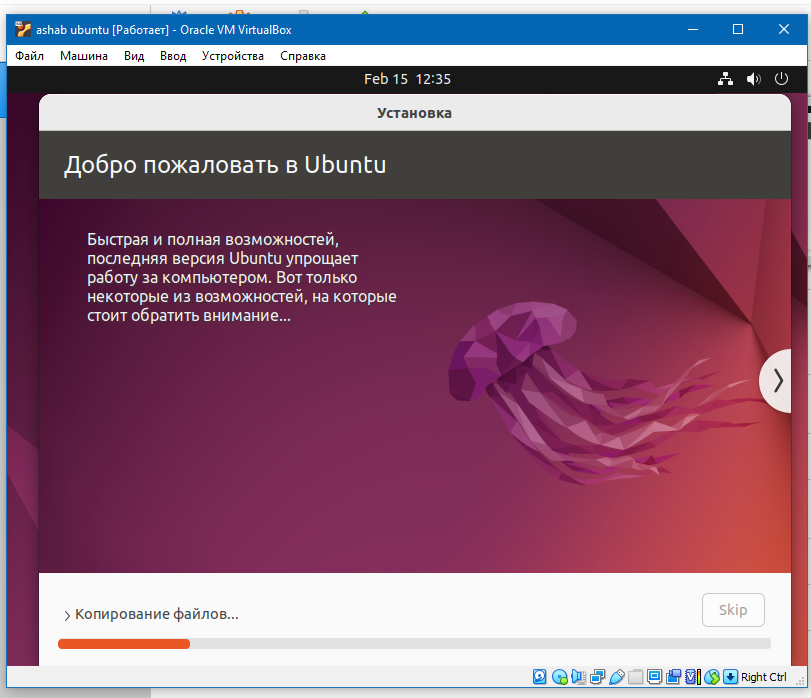 ashab ubuntu [Работает] - Oracle VM VirtualBox
Файл Машина Вид Ввод Устройства Справка
Feb 15 12:35
Установка
Добро пожаловать в Ubuntu
Быстрая и полная возможностей,
последняя версия Ubuntu упрощает
работу за компьютером. Вот только
некоторые из возможностей, на которые
стоит обратить внимание...
Копирование файлов...
Skip
Right Ctrl